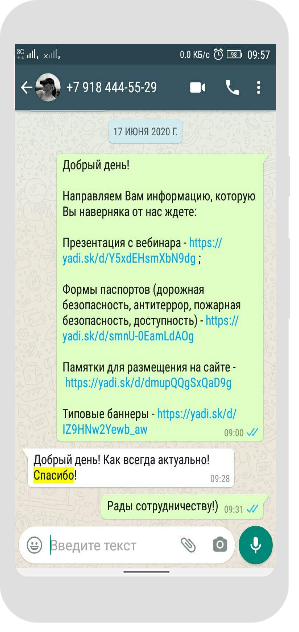 0.0 КБ/с 98 09:57
+7 918 444-55-29
17 ИЮНЯ 2020 Г.
Добрый день!
Направляем Вам информацию, которую
Вы наверняка от нас ждете:
Презентация с вебинара - https://
yadi.sk/d/Y5xdEHsmXbN9dg ;
Формы паспортов (дорожная
безопасность, антитеррор, пожарная
безопасность, доступность) - https://
yadi.sk/d/smnU-0EamLdAOg
Памятки для размещения на сайте -
https://yadi.sk/d/dmupQQgSxQaD9g
Типовые баннеры - https://yadi.sk/d/
IZ9HNw2Yewb_aw
09:00
Добрый день! Как всегда актуально!
Спасибо!
09:28
Рады сотрудничеству!) 09:31
Введите текст